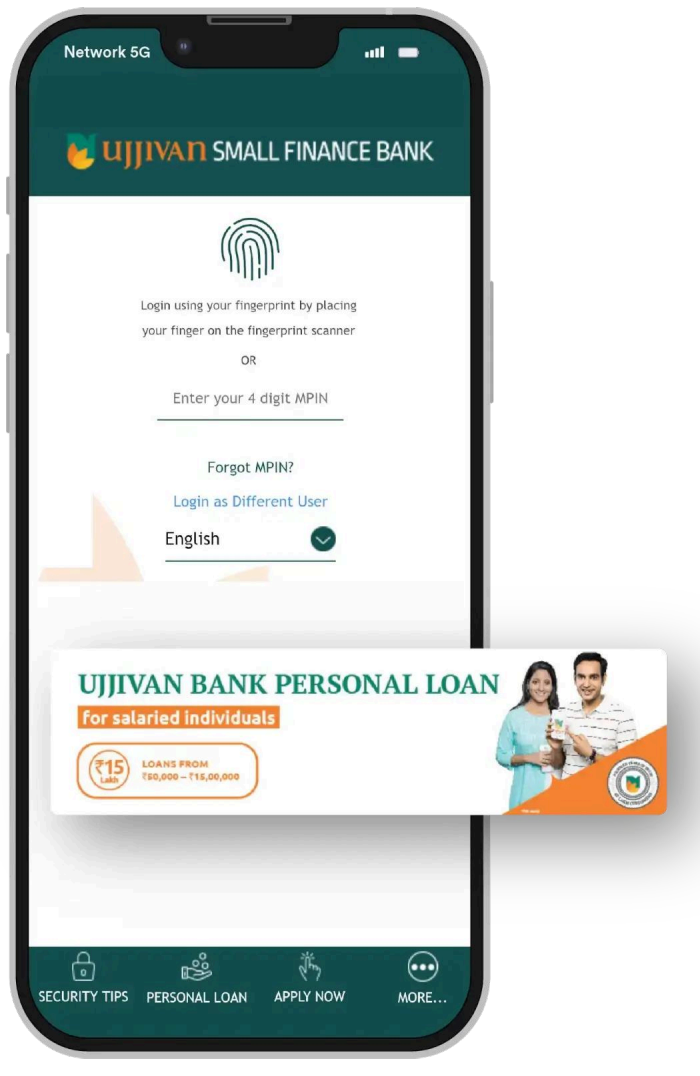 Network 5G
UJJIVAN SMALL FINANCE BANK
Login using your fingerprint by placing
your finger on the fingerprint scanner
OR
Enter your 4 digit MPIN
Forgot MPIN?
Login as Different User
English
UJJIVAN BANK PERSONAL LOAN
for salaried individuals
₹15
Lakh
LOANS FROM
₹50,000 – ₹15,00,000
SECURITY TIPS
PERSONAL LOAN
APPLY NOW
MORE...